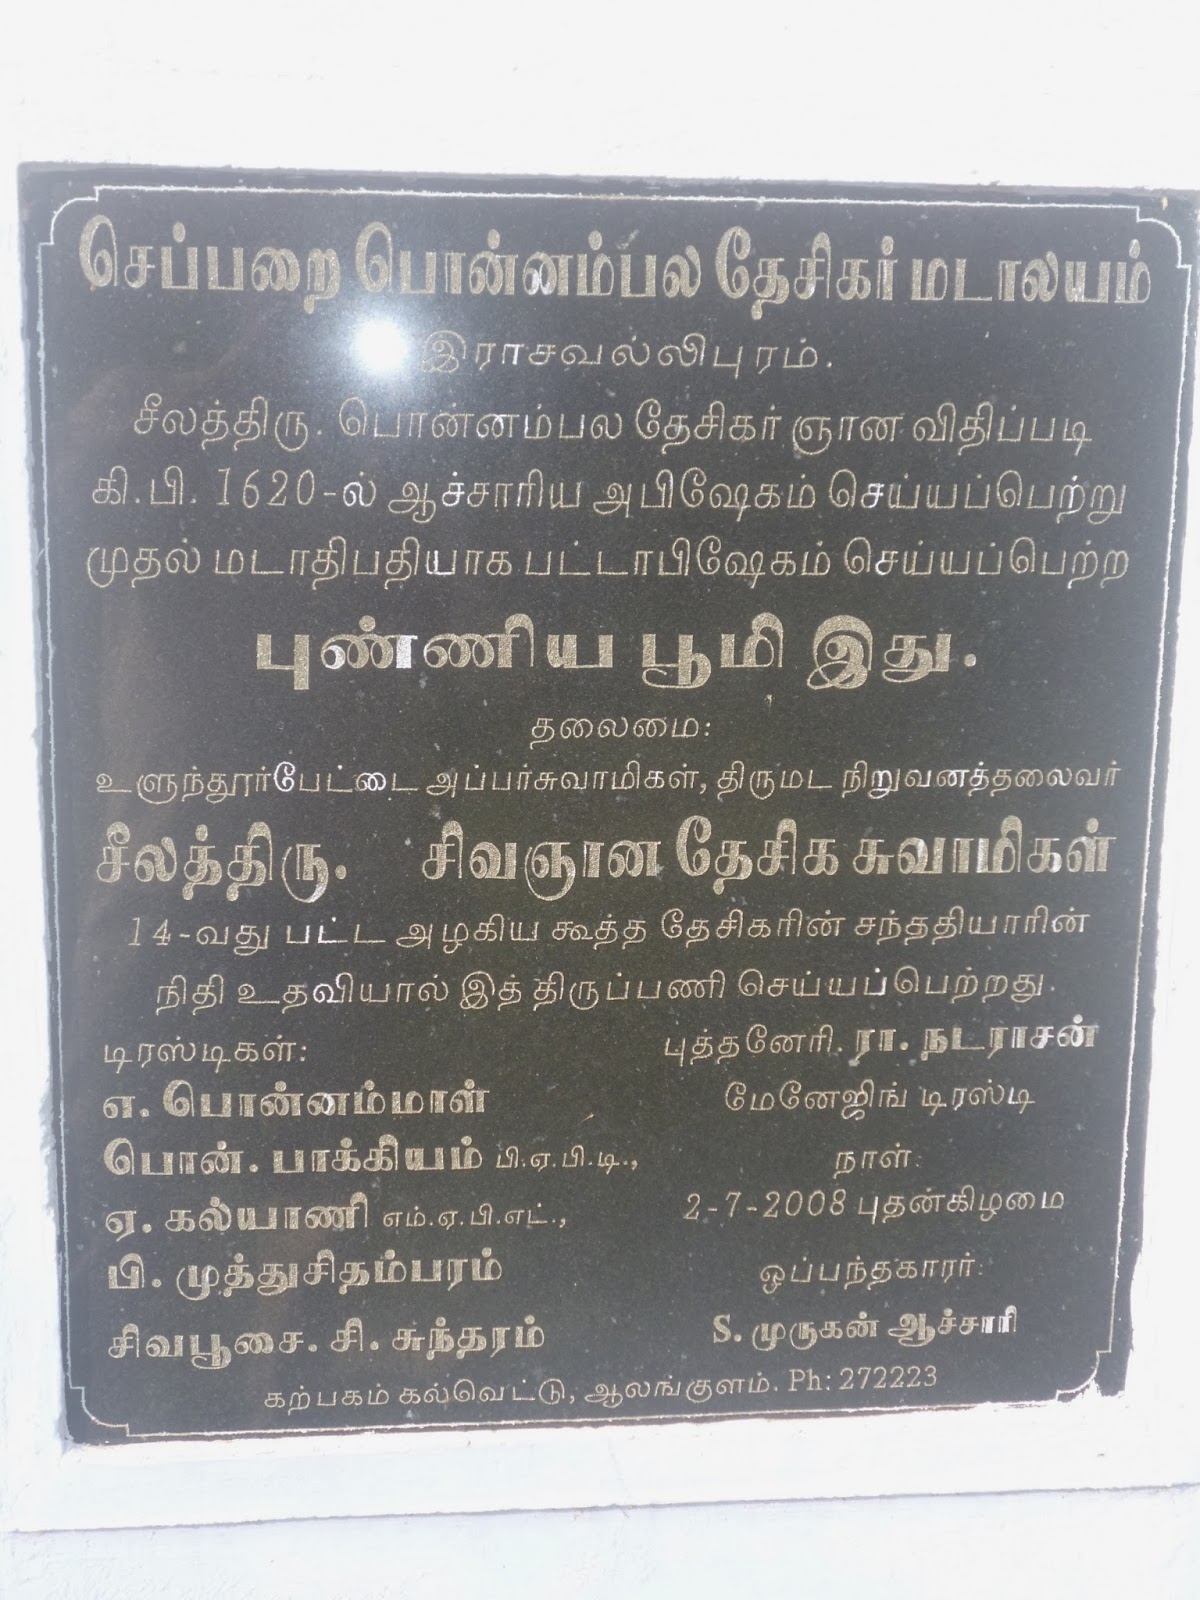 செப்பறை பொன்னம்பல தேசிகர் மடாலயம்
இராசவல்லிபுரம்.
சீலத்திரு. பொன்னம்பல தேசிகர் ஞான விதிப்படி
கி.பி. 1620-ல் ஆச்சாரிய அபிஷேகம் செய்யப்பெற்று
முதல் மடாதிபதியாக பட்டாபிஷேகம் செய்யப்பெற்ற
புண்ணிய பூமி இது.
தலைமை:
உளுந்தூர்பேட்டை அப்பர்சுவாமிகள், திருமட நிறுவனத்தலைவர்
சீலத்திரு. சிவஞான தேசிக சுவாமிகள்
14-வது பட்ட அழகிய கூத்த தேசிகரின் சந்ததியாரின்
நிதி உதவியால் இத் திருப்பணி செய்யப்பெற்றது.
டிரஸ்டிகள்:
எ. பொன்னம்மாள்
பொன். பாக்கியம் பி.ஏ.பி.டி.,
ஏ. கல்யாணி எம்.ஏ.பி.எட்.,
பி. முத்துசிதம்பரம்
சிவபூசை. சி. சுந்தரம்
புத்தனேரி. ரா. நடராசன்
மேனேஜிங் டிரஸ்டி
நாள்:
2-7-2008 புதன்கிழமை
ஒப்பந்தகாரர்:
S. முருகன் ஆச்சாரி
கற்பகம் கல்வெட்டு, ஆலங்குளம். Ph: 272223